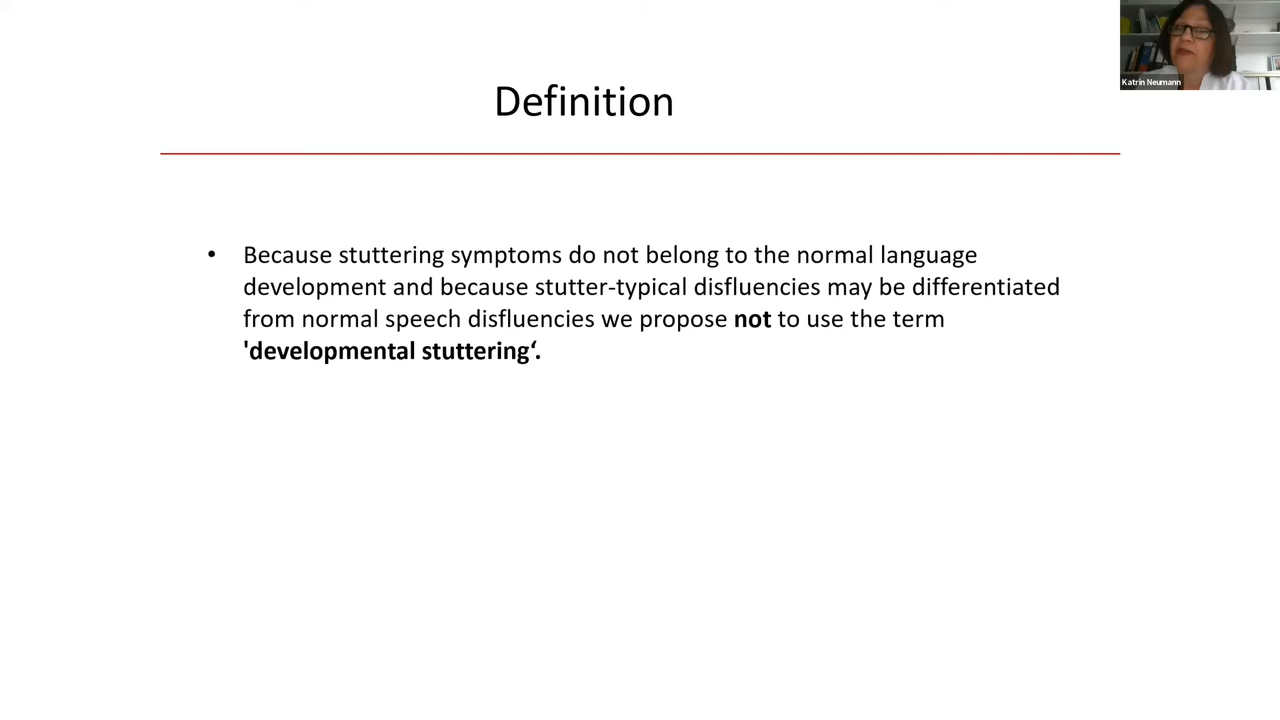 Katrin Neumann
Definition
• Because stuttering symptoms do not belong to the normal language
development and because stutter-typical disfluencies may be differentiated
from normal speech disfluencies we propose not to use the term
'developmental stuttering‘.